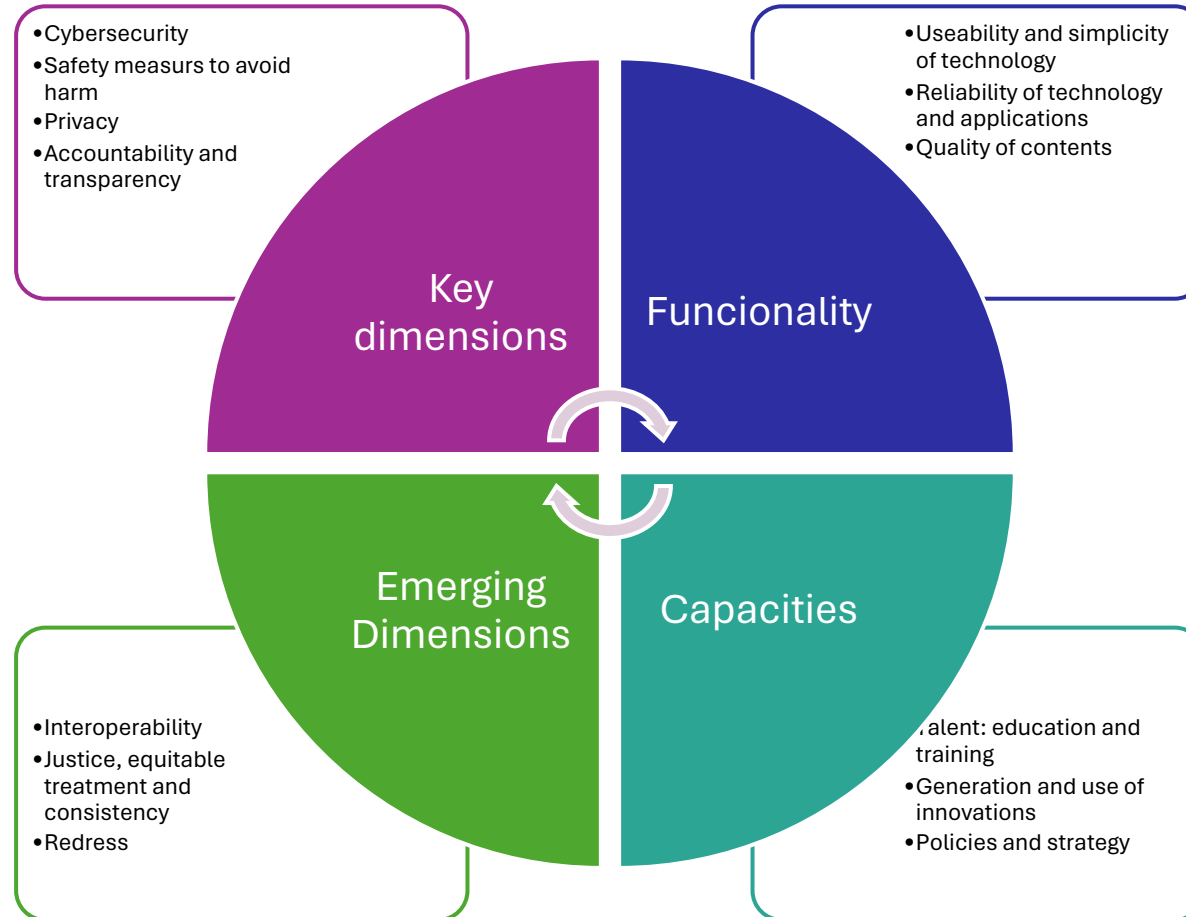 •Cybersecurity
•Safety measurs to avoid
harm
•Privacy
•Accountability and
transparency
•Useability and simplicity
of technology
•Reliability of technology
and applications
•Quality of contents
Key
dimensions
Funcionality
Emerging
Dimensions
Capacities
•Interoperability
•Justice, equitable
treatment and
consistency
•Redress
Talent: education and
training
•Generation and use of
innovations
•Policies and strategy